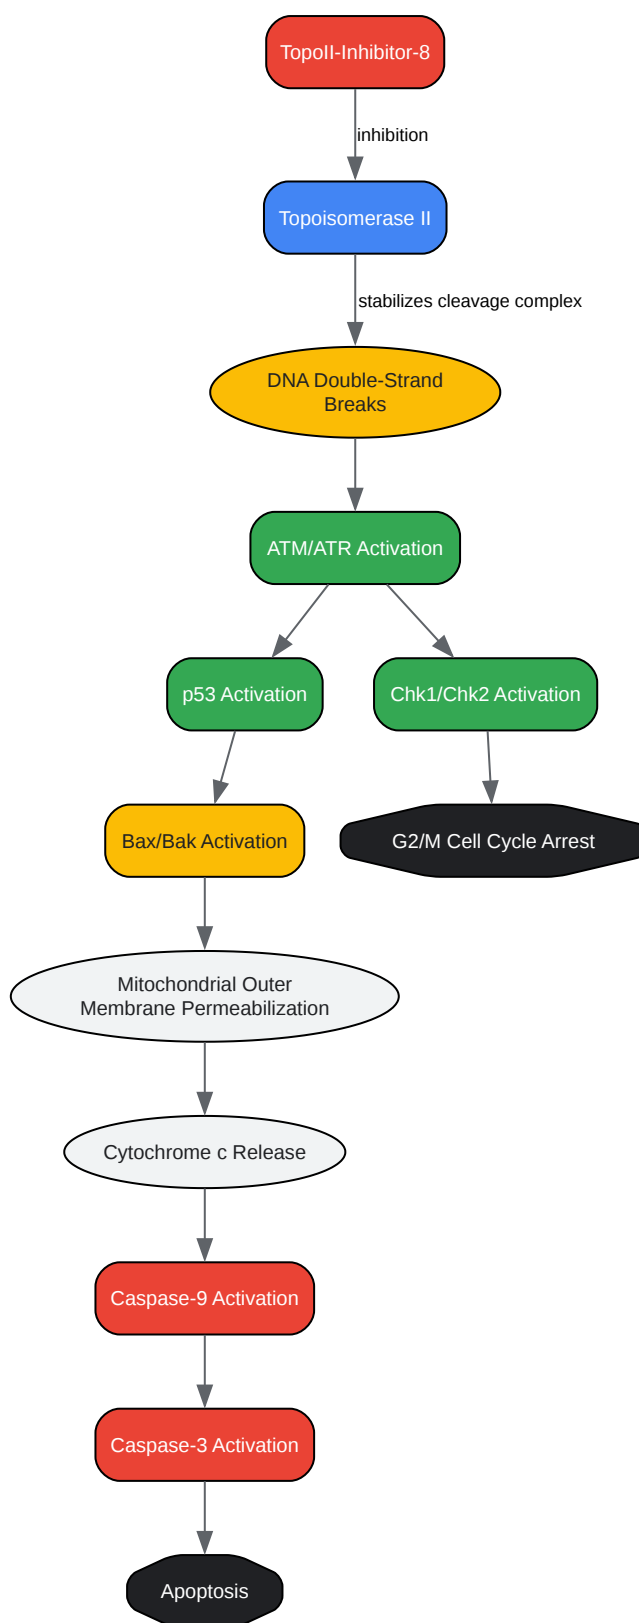 TopoII-Inhibitor-8
inhibition
Topoisomerase II
stabilizes cleavage complex
DNA Double-Strand
Breaks
ATM/ATR Activation
p53 Activation
Chk1/Chk2 Activation
Bax/Bak Activation
G2/M Cell Cycle Arrest
Mitochondrial Outer
Membrane Permeabilization
Cytochrome c Release
Caspase-9 Activation
Caspase-3 Activation
Apoptosis